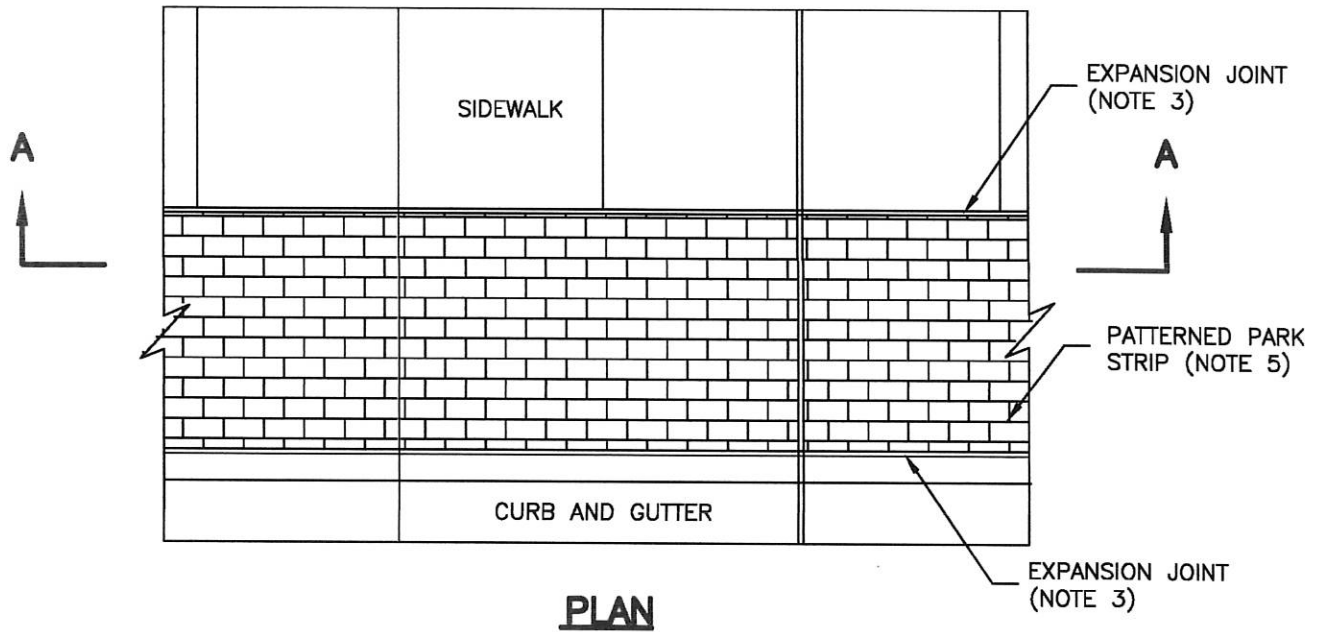 EXPANSION JOINT
(NOTE 3)
SIDEWALK
A
A
PATTERNED PARK
STRIP (NOTE 5)
CURB AND GUTTER
EXPANSION JOINT
(NOTE 3)
PLAN